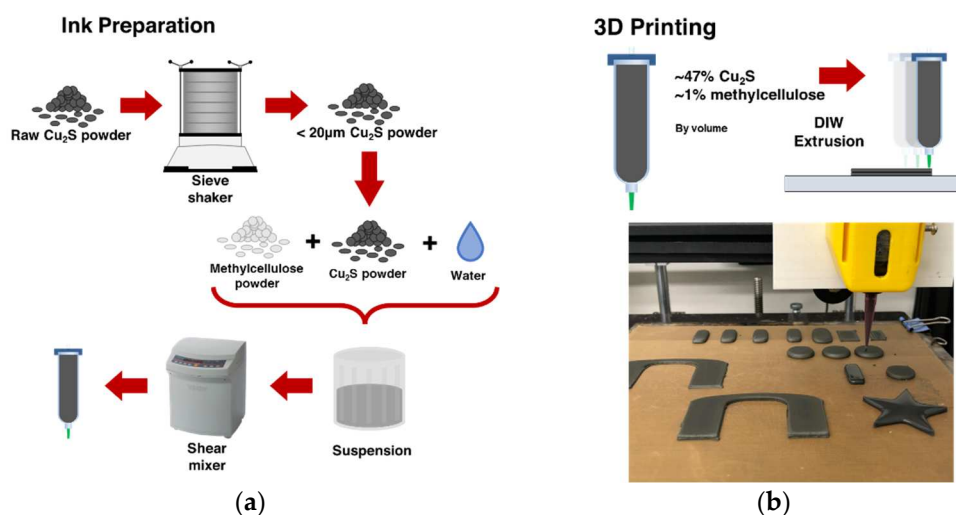 Ink Preparation
Raw Cu₂S powder
Sieve
shaker
< 20µm Cu₂S powder
Methylcellulose
powder
+
Cu₂S powder
+
Water
Suspension
Shear
mixer
(a)
3D Printing
~47% Cu₂S
~1% methylcellulose
By volume
DIW
Extrusion
(b)